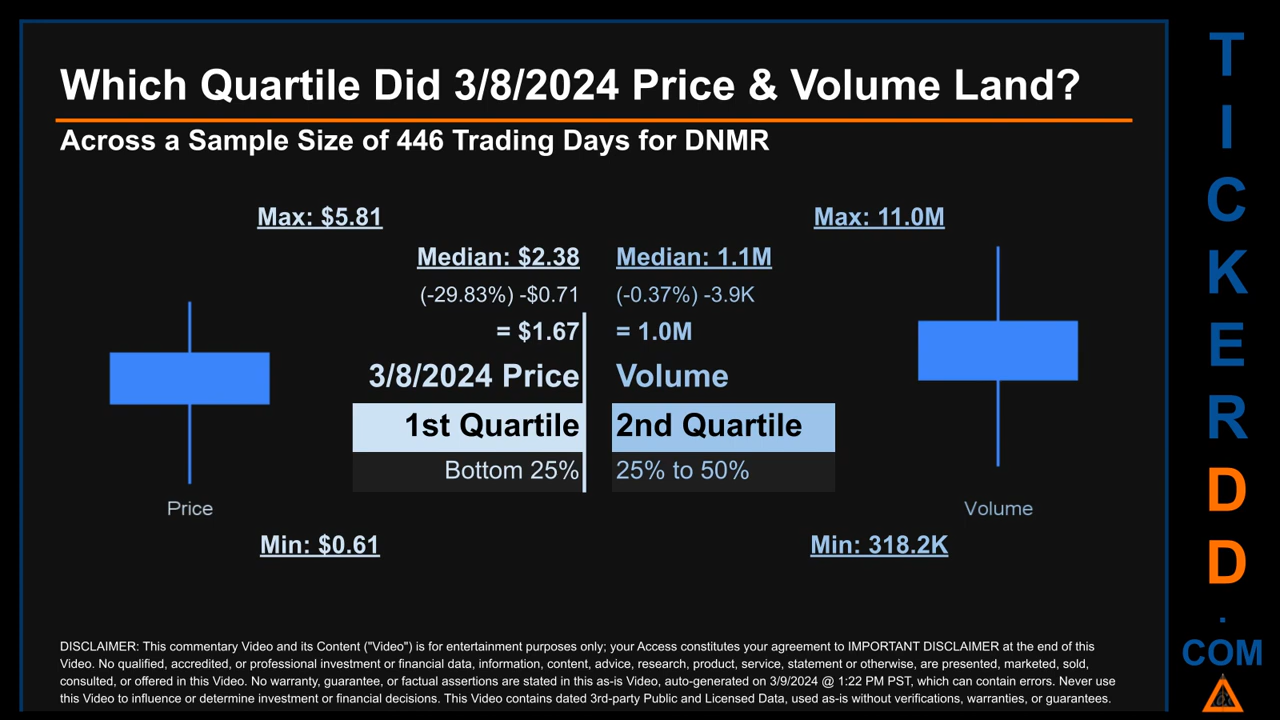 Which Quartile Did 3/8/2024 Price & Volume Land?
Across a Sample Size of 446 Trading Days for DNMR
Max: $5.81
Median: $2.38
(-29.83%) -$0.71
= $1.67
3/8/2024 Price
1st Quartile
Bottom 25%
Price
Min: $0.61
Max: 11.0M
Median: 1.1M
(-0.37%) -3.9K
= 1.0M
Volume
2nd Quartile
25% to 50%
Volume
Min: 318.2K
DISCLAIMER: This commentary Video and its Content ("Video") is for entertainment purposes only; your Access constitutes your agreement to IMPORTANT DISCLAIMER at the end of this
Video. No qualified, accredited, or professional investment or financial data, information, content, advice, research, product, service, statement or otherwise, are presented, marketed, sold,
consulted, or offered in this Video. No warranty, guarantee, or factual assertions are stated in this as-is Video, auto-generated on 3/9/2024 @ 1:22 PM PST, which can contain errors. Never use
this Video to influence or determine investment or financial decisions. This Video contains dated 3rd-party Public and Licensed Data, used as-is without verifications, warranties, or guarantees.
T
I
C
K
E
R
D
D
.
COM